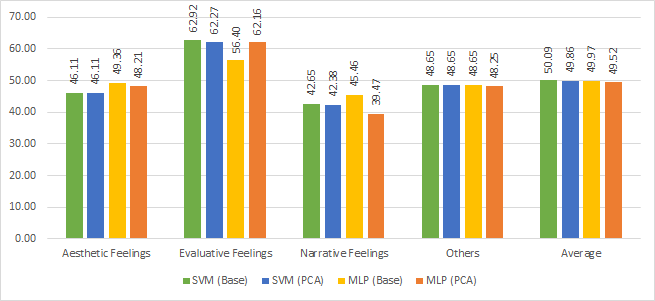 70.00
60.00
50.00
40.00
30.00
20.00
10.00
0.00
46.11 46.11 49.36 48.21
62.92 62.27 56.40 62.16
42.65 42.38 45.46 39.47
48.65 48.65 48.65 48.25
50.09 49.86 49.97 49.52
Aesthetic Feelings Evaluative Feelings Narrative Feelings Others Average
SVM (Base) SVM (PCA) MLP (Base) MLP (PCA)